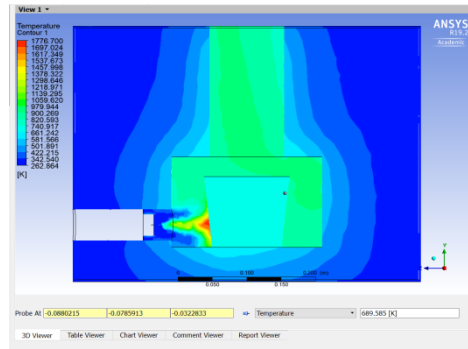 View 1
Temperature
Contour 1
1776.700
1697.024
1617.349
1537.673
1457.998
1378.322
1298.646
1218.971
1139.295
1059.620
979.944
900.269
820.593
740.917
661.242
581.566
501.891
422.215
342.540
262.864
[K]
ANSYS
R19.2
Academic
0 0.100 0.200 (m)
0.050 0.150
Y
Probe At -0.0880215 -0.0785913 -0.0322833 Temperature 689.585 [K]
3D Viewer Table Viewer Chart Viewer Comment Viewer Report Viewer